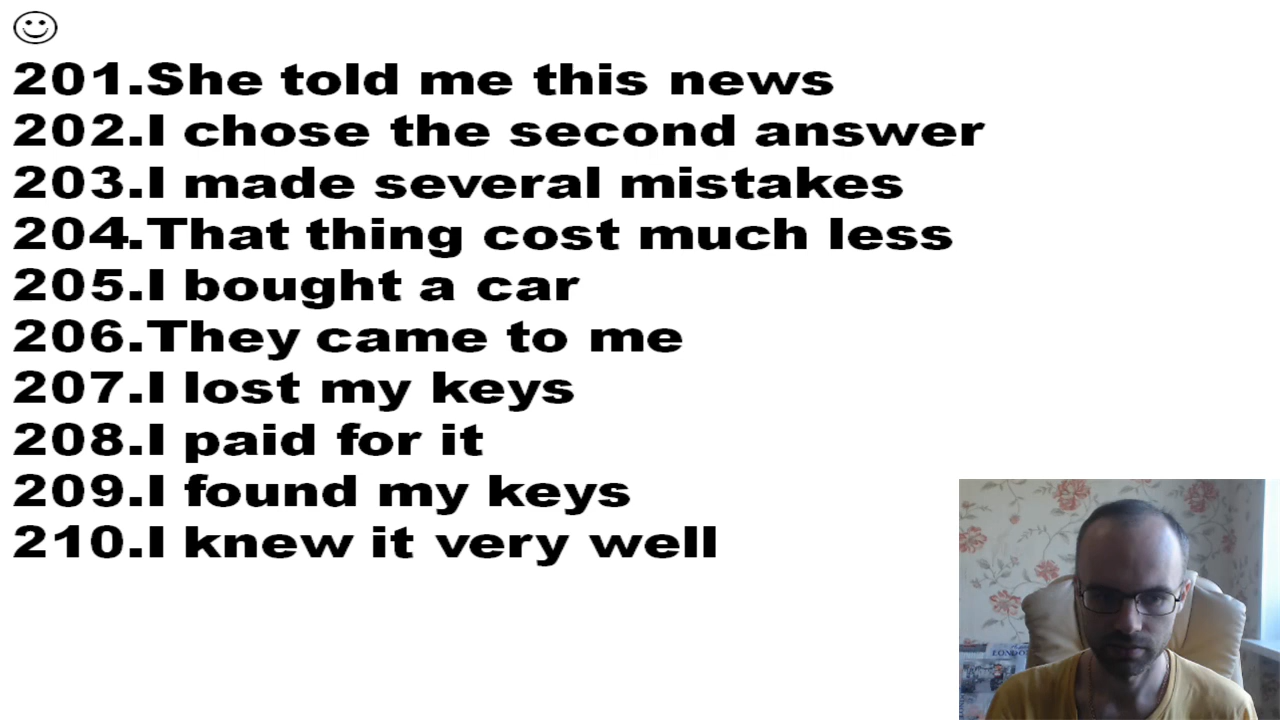 201.She told me this news
202.I chose the second answer
203.I made several mistakes
204.That thing cost much less
205.I bought a car
206.They came to me
207.I lost my keys
208.I paid for it
209.I found my keys
210.I knew it very well
LONDON